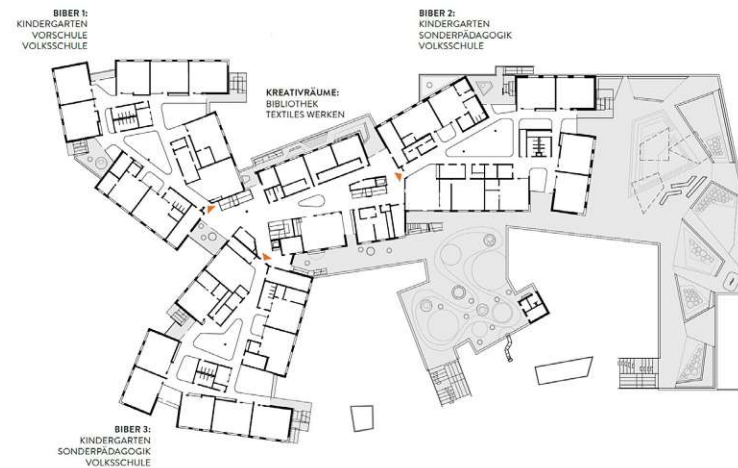 BIBER 1:
KINDERGARTEN
VORSCHULE
VOLKSSCHULE
BIBER 2:
KINDERGARTEN
SONDERPÄDAGOGIK
VOLKSSCHULE
KREATIVRÄUME:
BIBLIOTHEK
TEXTILES WERKEN
BIBER 3:
KINDERGARTEN
SONDERPÄDAGOGIK
VOLKSSCHULE